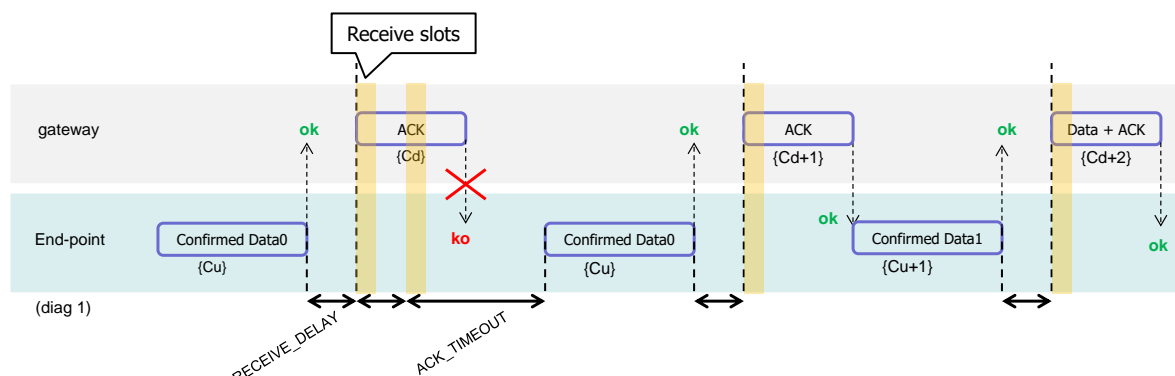 Receive slots
gateway
ok
ACK
{Cd}
ok
ACK
{Cd+1}
ok
Data + ACK
{Cd+2}
End-point
Confirmed Data0
{Cu}
ko
Confirmed Data0
{Cu}
ok
Confirmed Data1
{Cu+1}
ok
(diag 1)
RECEIVE_DELAY
ACK_TIMEOUT